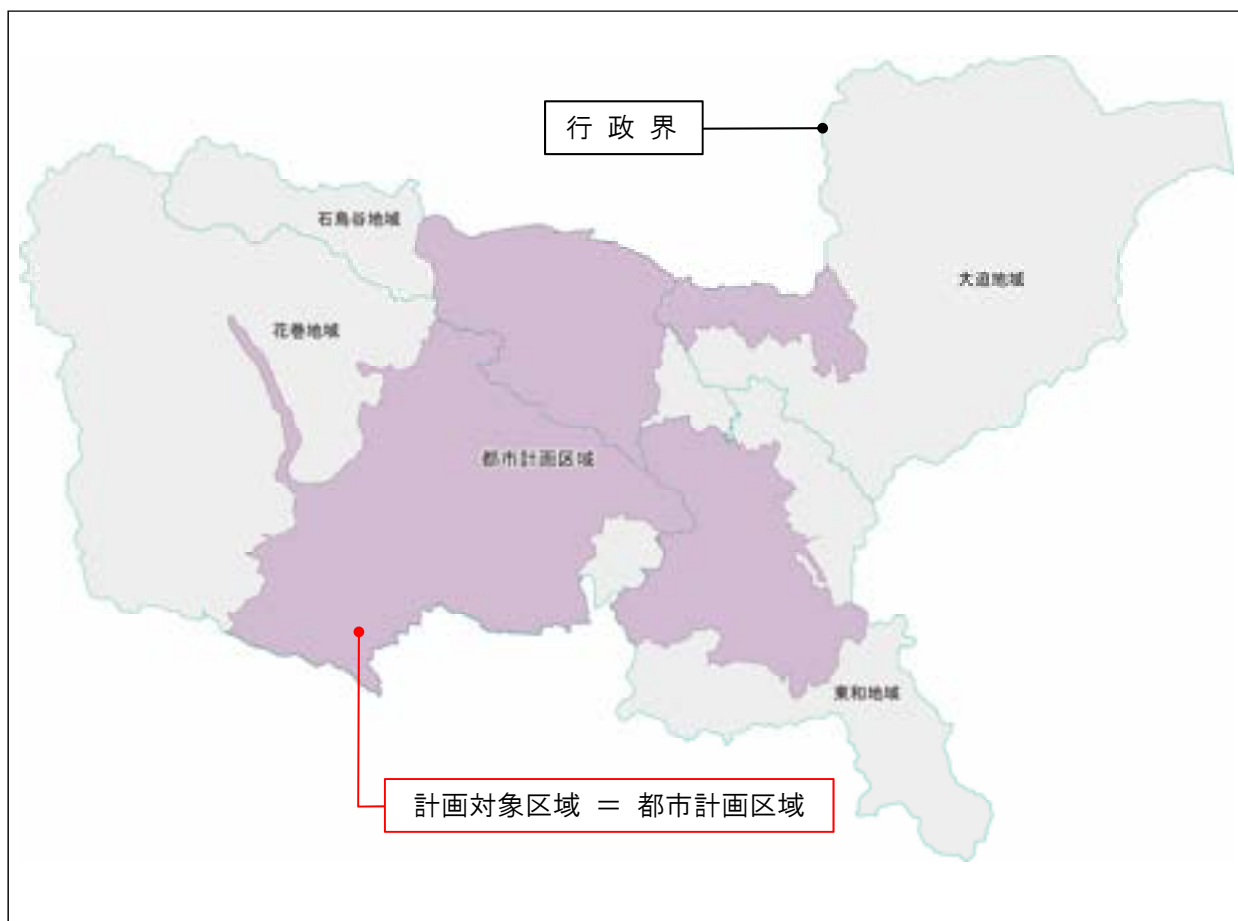 行政界
石鳥谷地域
大迫地域
花巻地域
都市計画区域
東和地域
計画対象区域 ＝ 都市計画区域